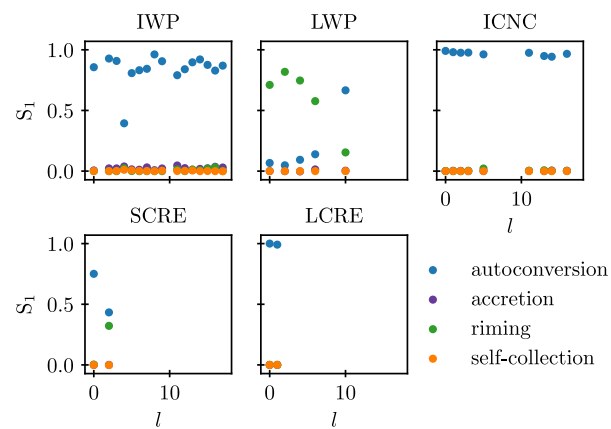 IWP LWP ICNC
1.0
0.5
0.0
S1
0 10
l
SCRE LCRE
1.0
0.5
0.0
S1
0 10 0 10
l l
autoconversion
accretion
riming
self-collection